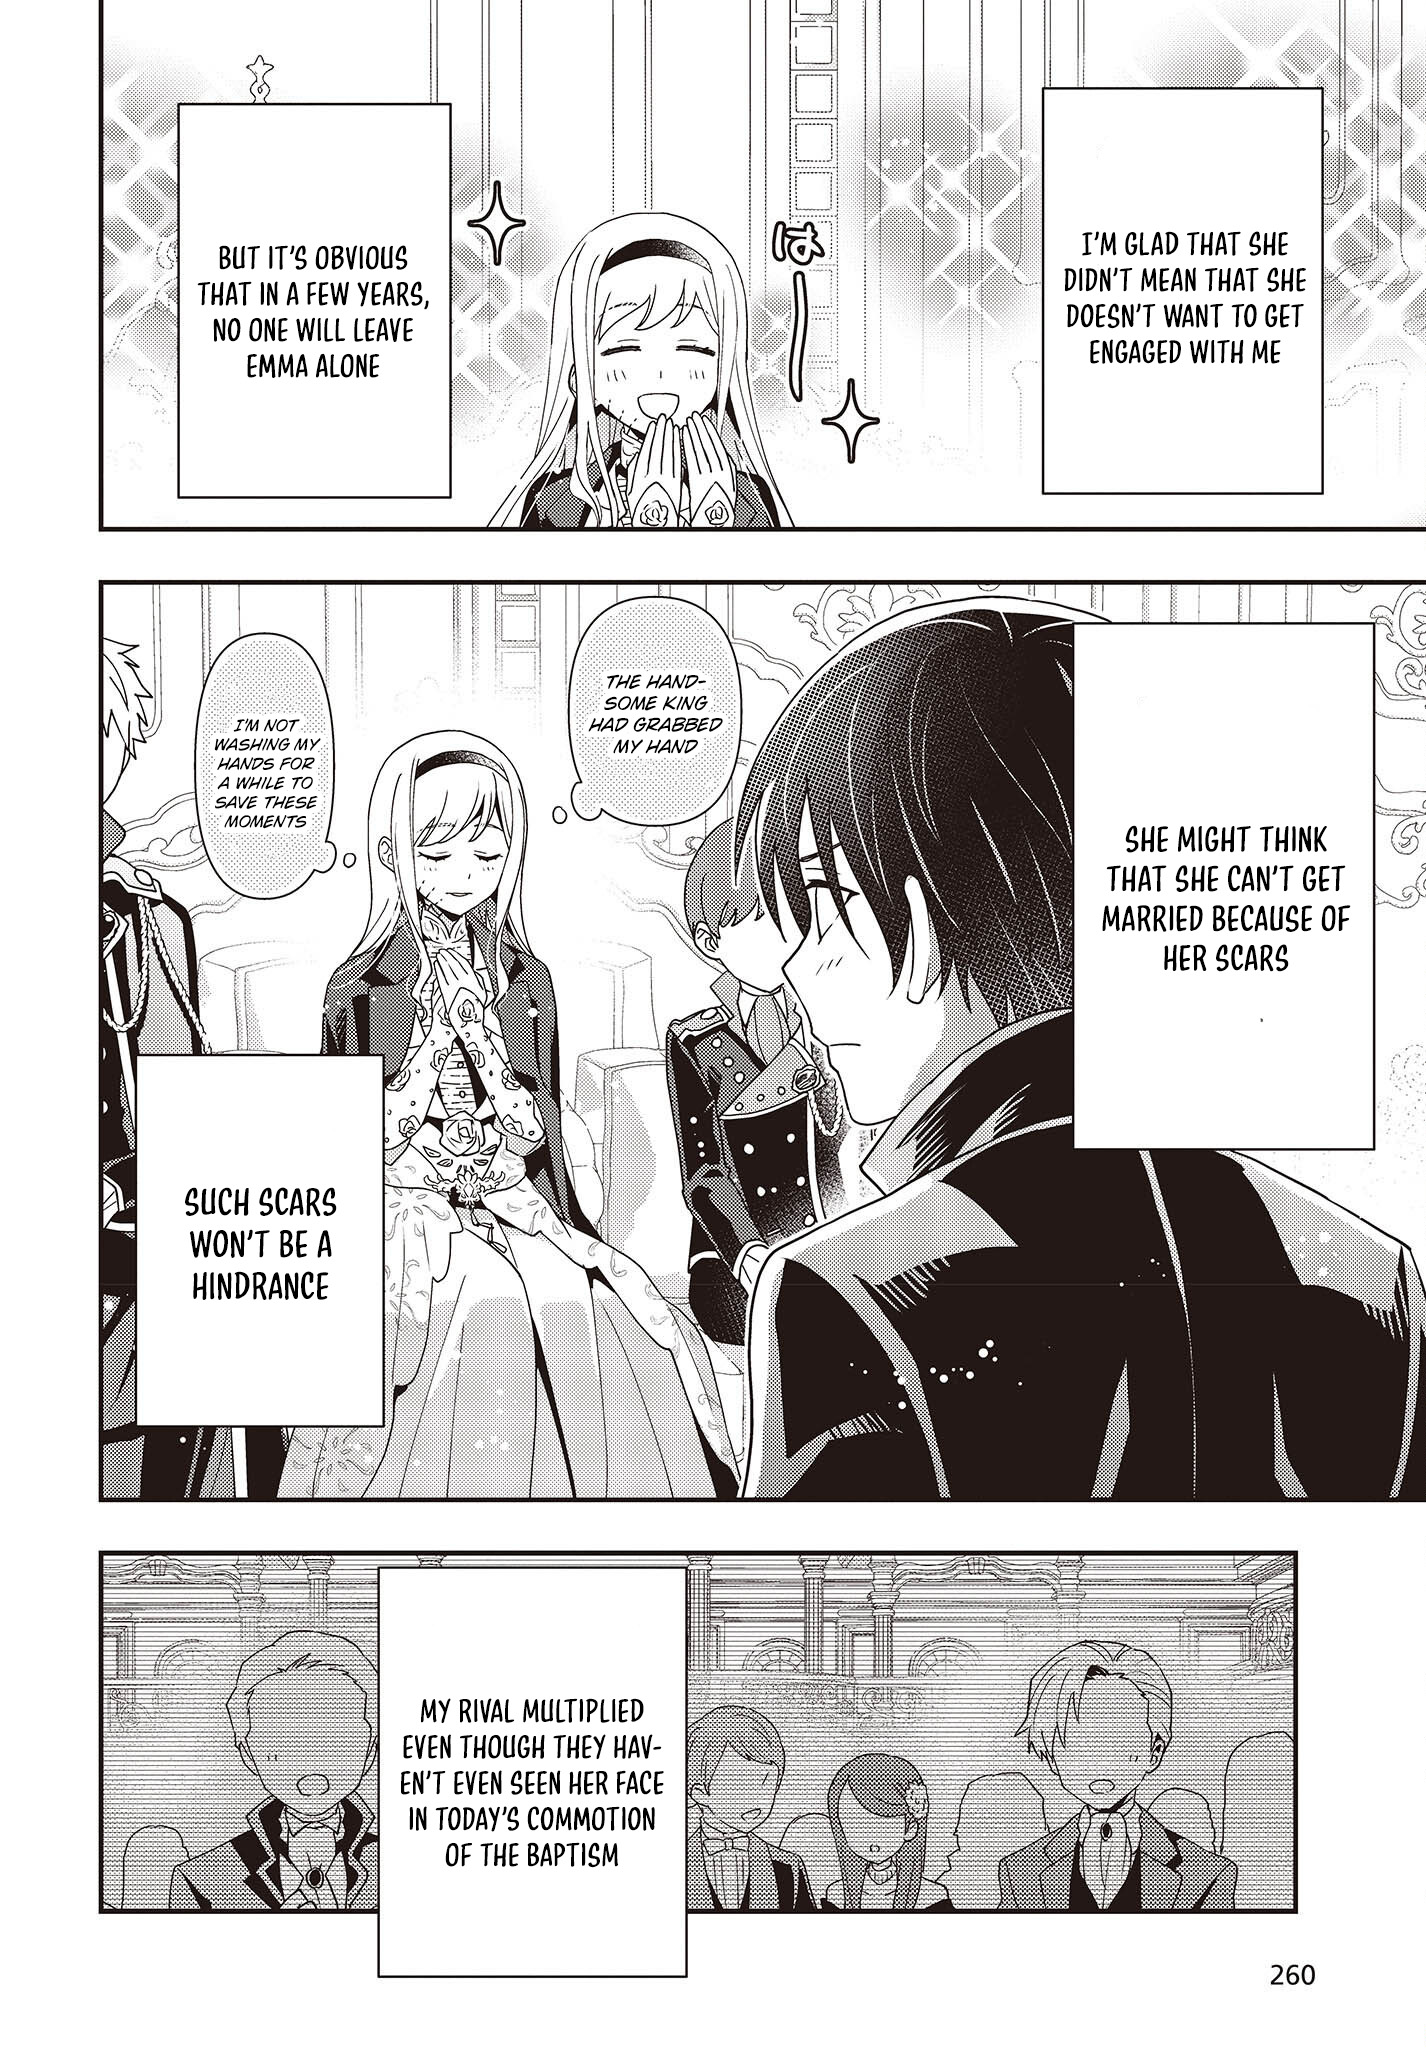 I'M GLAD THAT SHE
DIDN'T MEAN THAT SHE
DOESN'T WANT TO GET
ENGAGED WITH ME
はー
BUT IT'S OBVIOUS
THAT IN A FEW YEARS,
NO ONE WILL LEAVE
EMMA ALONE
SHE MIGHT THINK
THAT SHE CAN'T GET
MARRIED BECAUSE OF
HER SCARS
THE HAND-
SOME KING
HAD GRABBED
MY HAND
I'M NOT
WASHING MY
HANDS FOR
A WHILE TO
SAVE THESE
MOMENTS
SUCH SCARS
WON'T BE A
HINDRANCE
MY RIVAL MULTIPLIED
EVEN THOUGH THEY HAV-
EN'T EVEN SEEN HER FACE
IN TODAY'S COMMOTION
OF THE BAPTISM
260